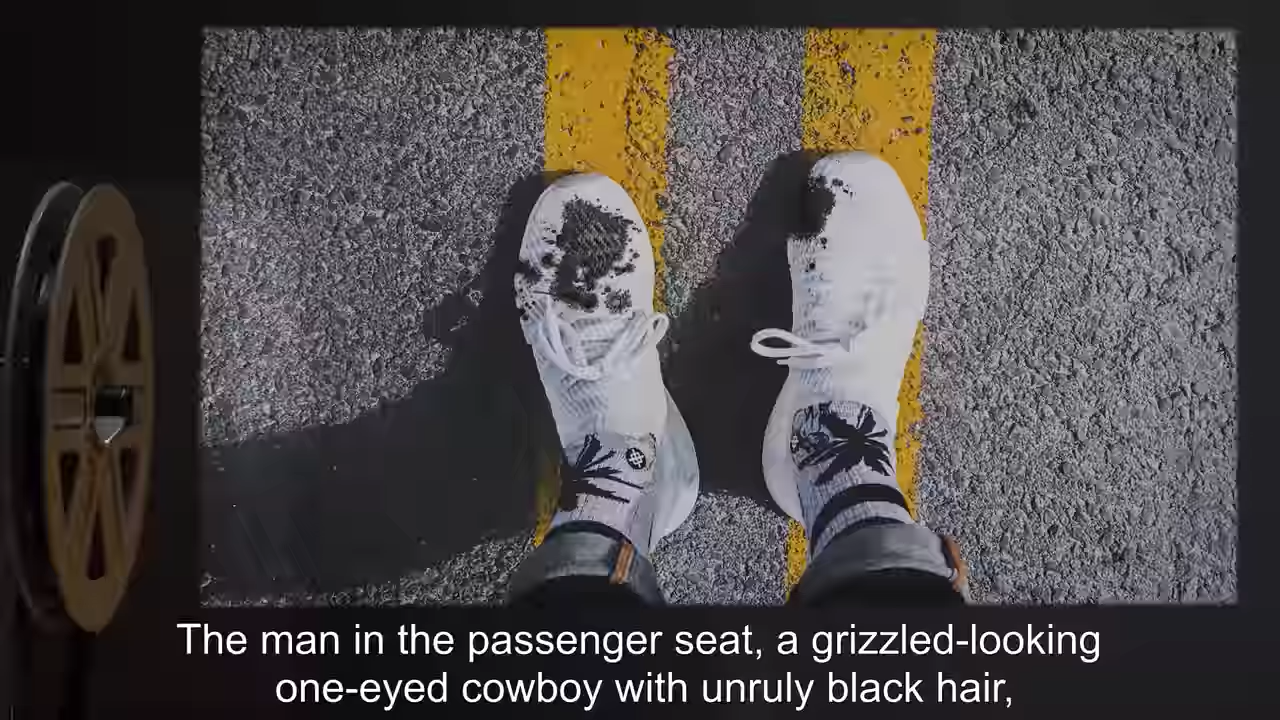 The man in the passenger seat, a grizzled-looking
one-eyed cowboy with unruly black hair,